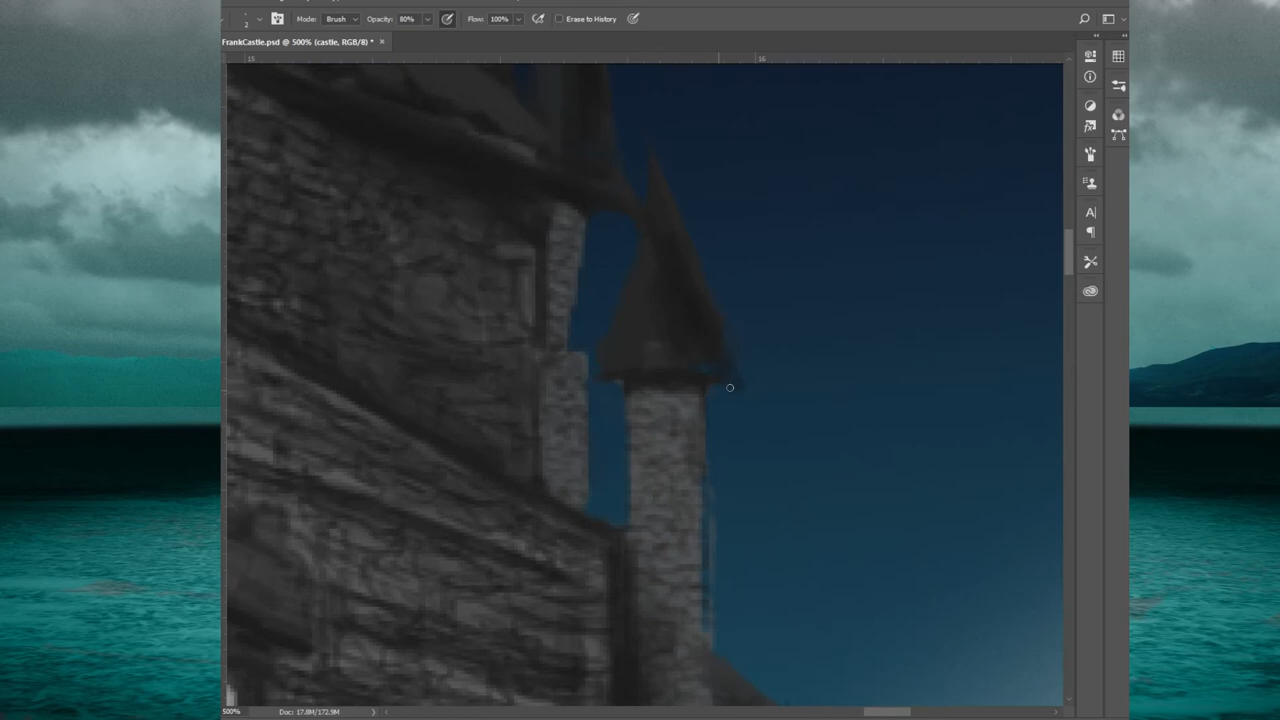 2 Mode: Brush Opacity: 80% Flow: 100% Erase to History
FrankCastle.psd @ 500% (castle, RGB/8) *
15 16
500% Doc: 17.8M/172.9M